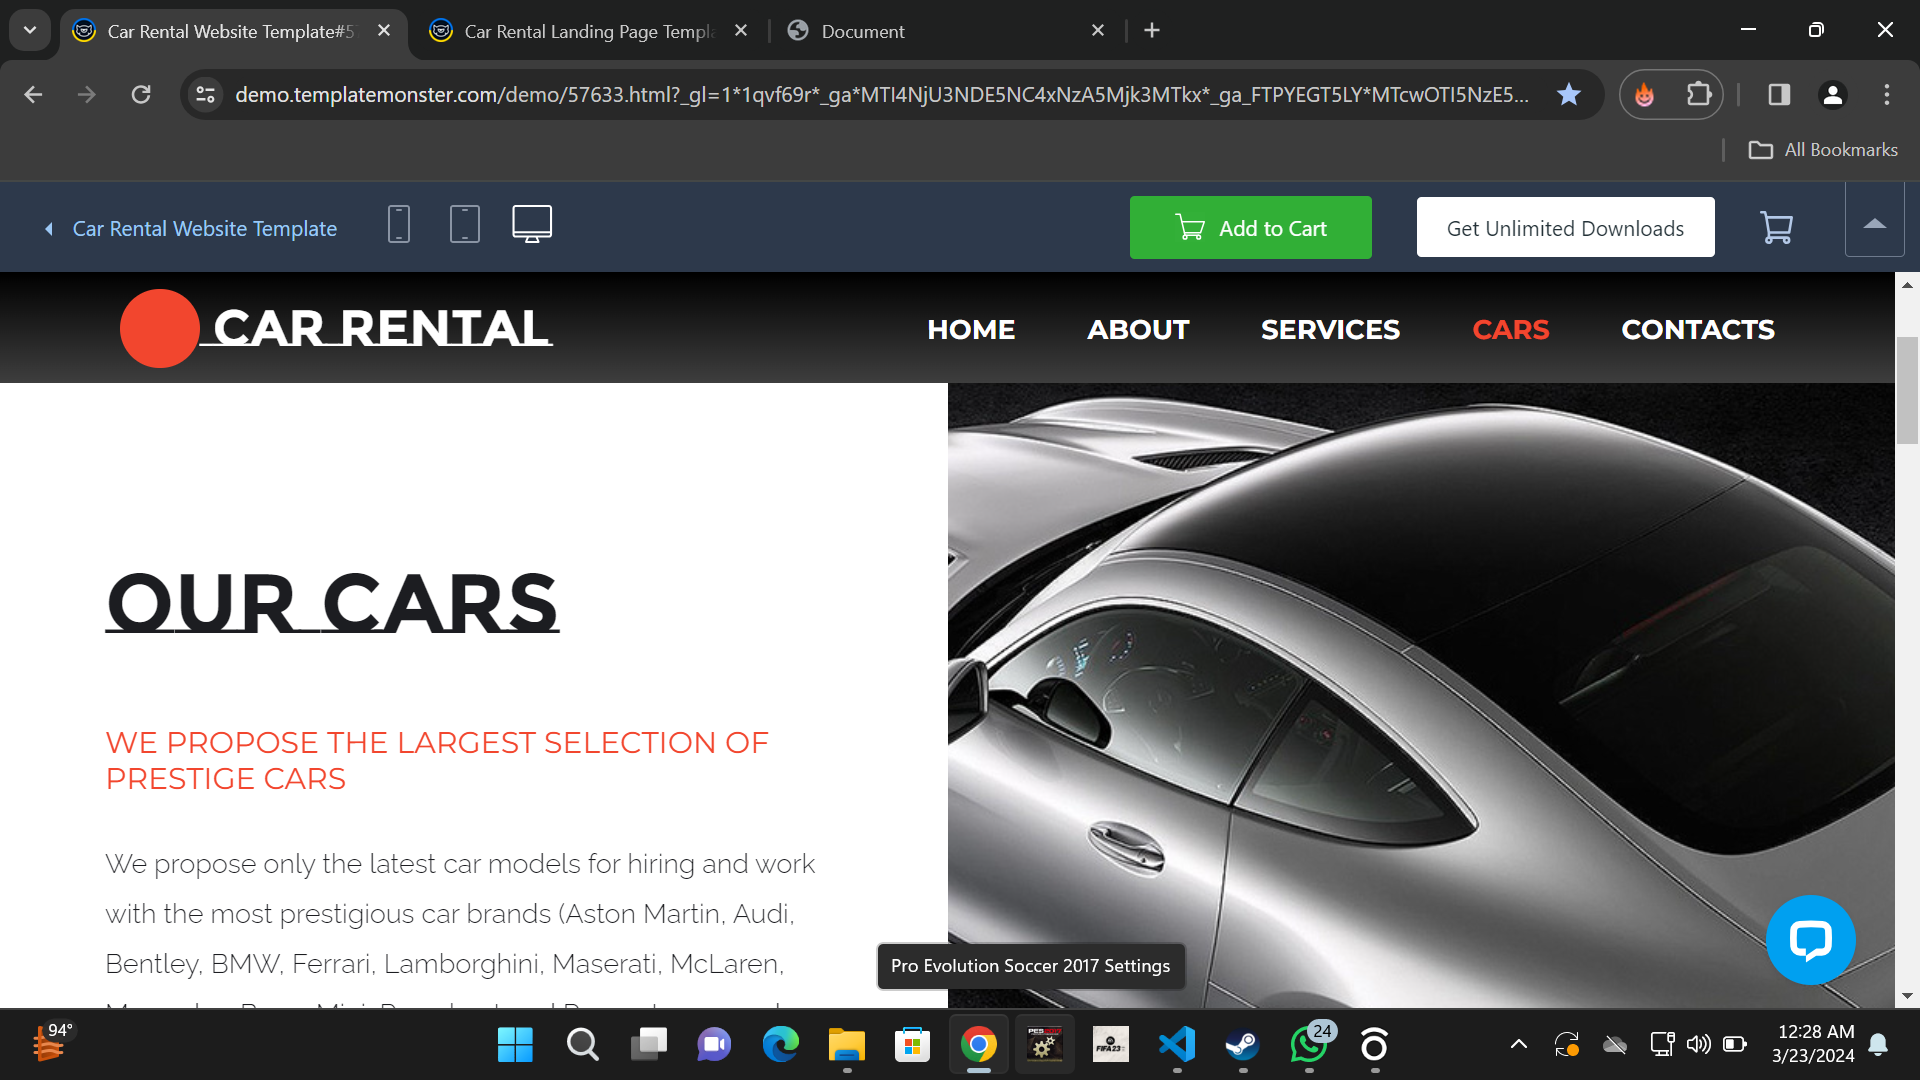 Car Rental Website Template#5
Car Rental Landing Page Templa
Document
demo.templatemonster.com/demo/57633.html?_gl=1*1qvf69r*_ga*MTI4NjU3NDE5NC4xNzA5Mjk3MTkx*_ga_FTPYEGT5LY*MTcwOTI5NzE5...
All Bookmarks
Car Rental Website Template
Add to Cart
Get Unlimited Downloads
CAR RENTAL
HOME ABOUT SERVICES CARS CONTACTS
OUR CARS
WE PROPOSE THE LARGEST SELECTION OF
PRESTIGE CARS
We propose only the latest car models for hiring and work
with the most prestigious car brands (Aston Martin, Audi,
Bentley, BMW, Ferrari, Lamborghini, Maserati, McLaren,
Pro Evolution Soccer 2017 Settings
94°
FIFA 23
24
12:28 AM
3/23/2024